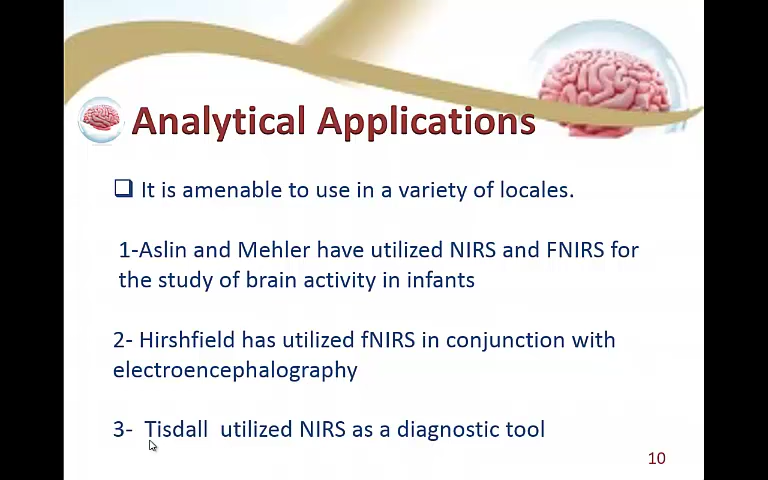 Analytical Applications
❑ It is amenable to use in a variety of locales.
1-Aslin and Mehler have utilized NIRS and FNIRS for
the study of brain activity in infants
2- Hirshfield has utilized fNIRS in conjunction with
electroencephalography
3- Tisdall utilized NIRS as a diagnostic tool
10